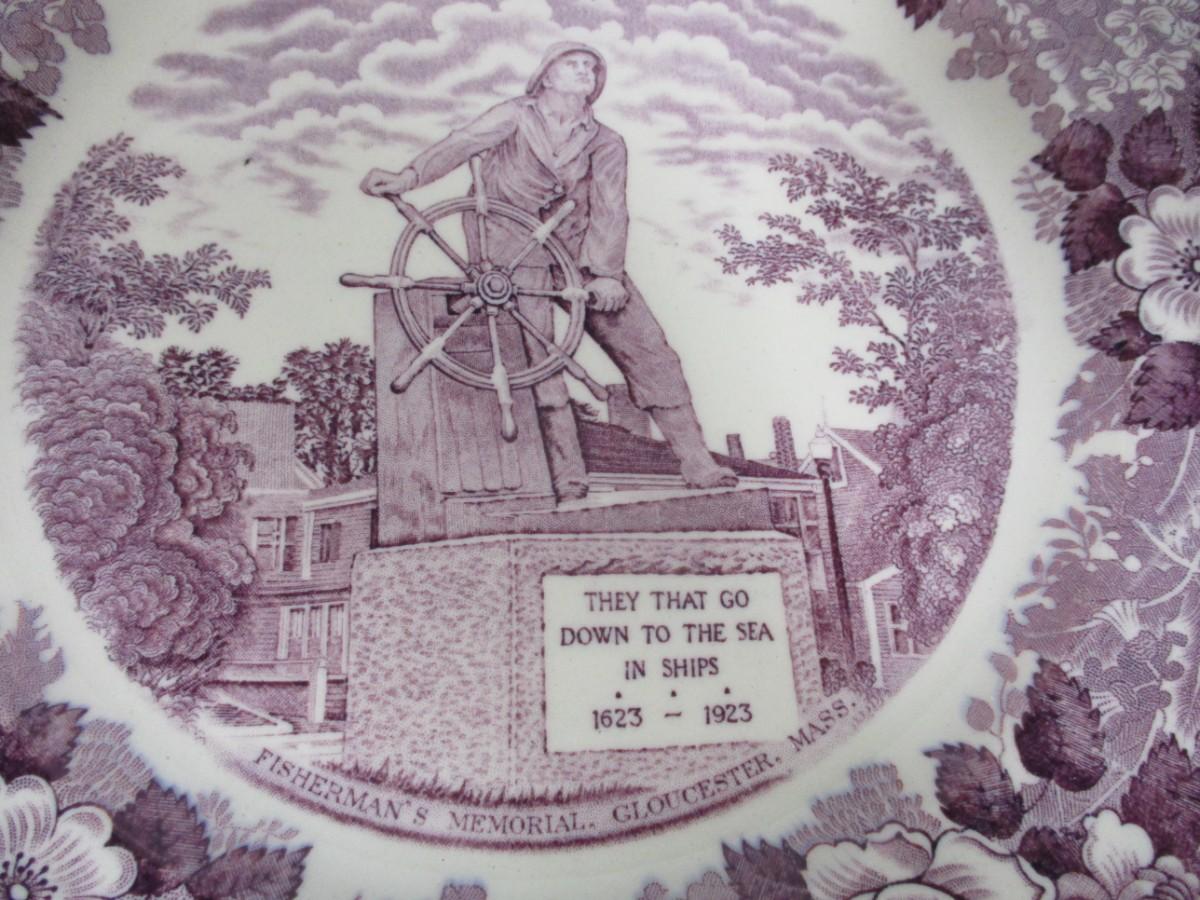 THEY THAT GO
DOWN TO THE SEA
IN SHIPS
1623 - 1923
FISHERMAN'S MEMORIAL. GLOUCESTER, MASS.